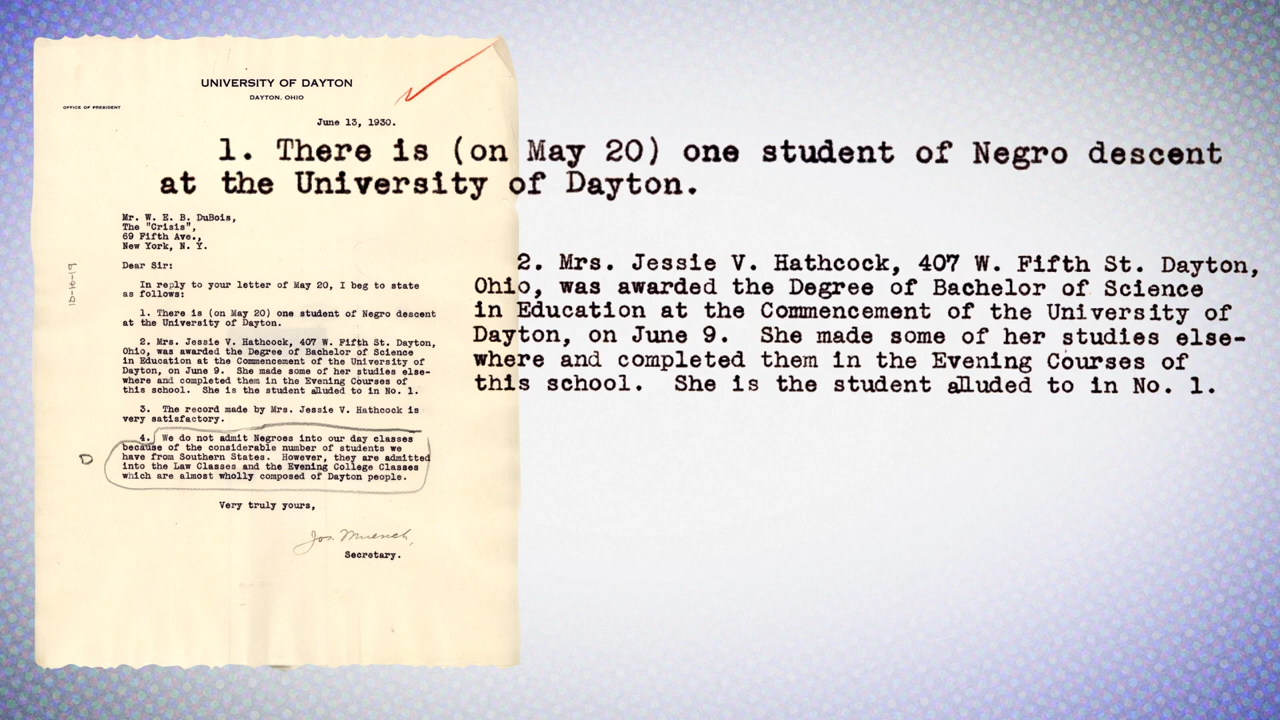 UNIVERSITY OF DAYTON
DAYTON, OHIO
OFFICE OF PRESIDENT
June 13, 1930.
1. There is (on May 20) one student of Negro descent
at the University of Dayton.
Mr. W. E. B. DuBois,
The "Crisis",
69 Fifth Ave.,
New York, N. Y.
Dear Sir:
In reply to your letter of May 20, I beg to state
as follows:
1. There is (on May 20) one student of Negro descent
at the University of Dayton.
2. Mrs. Jessie V. Hathcock, 407 W. Fifth St. Dayton,
Ohio, was awarded the Degree of Bachelor of Science
in Education at the Commencement of the University of
Dayton, on June 9. She made some of her studies else-
where and completed them in the Evening Courses of
this school. She is the student alluded to in No. 1.
3. The record made by Mrs. Jessie V. Hathcock is
very satisfactory.
4. We do not admit Negroes into our day classes
because of the considerable number of students we
have from Southern States. However, they are admitted
into the Law Classes and the Evening College Classes
which are almost wholly composed of Dayton people.
Very truly yours,
Jos. Muench,
Secretary.
2. Mrs. Jessie V. Hathcock, 407 W. Fifth St. Dayton,
Ohio, was awarded the Degree of Bachelor of Science
in Education at the Commencement of the University of
Dayton, on June 9. She made some of her studies else-
where and completed them in the Evening Courses of
this school. She is the student alluded to in No. 1.